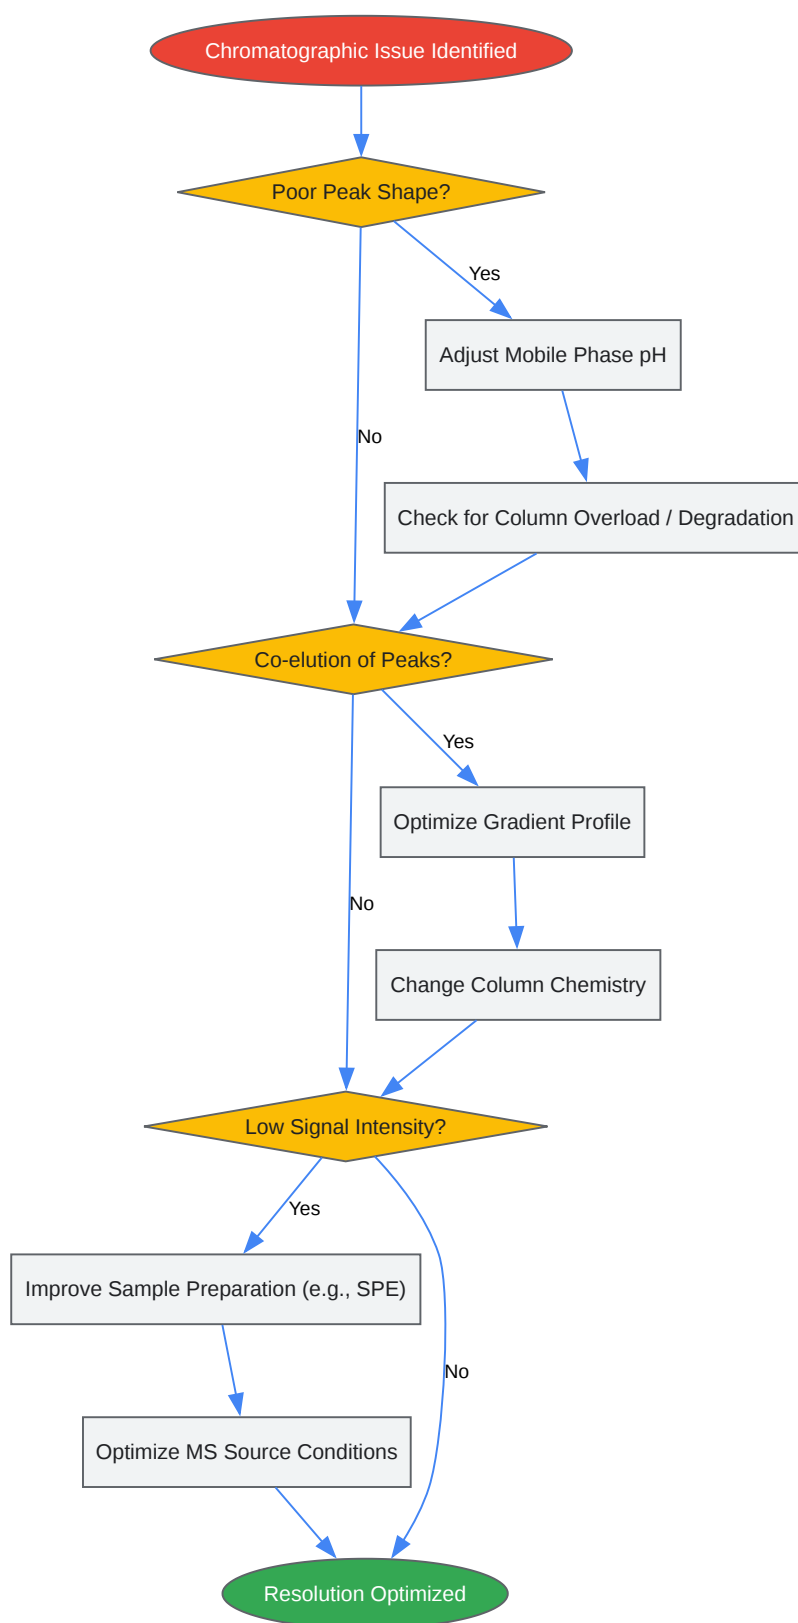 Chromatographic Issue Identified
Poor Peak Shape?
Yes
Adjust Mobile Phase pH
No
Check for Column Overload / Degradation
Co-elution of Peaks?
Yes
Optimize Gradient Profile
No
Change Column Chemistry
Low Signal Intensity?
Yes
Improve Sample Preparation (e.g., SPE)
No
Optimize MS Source Conditions
Resolution Optimized